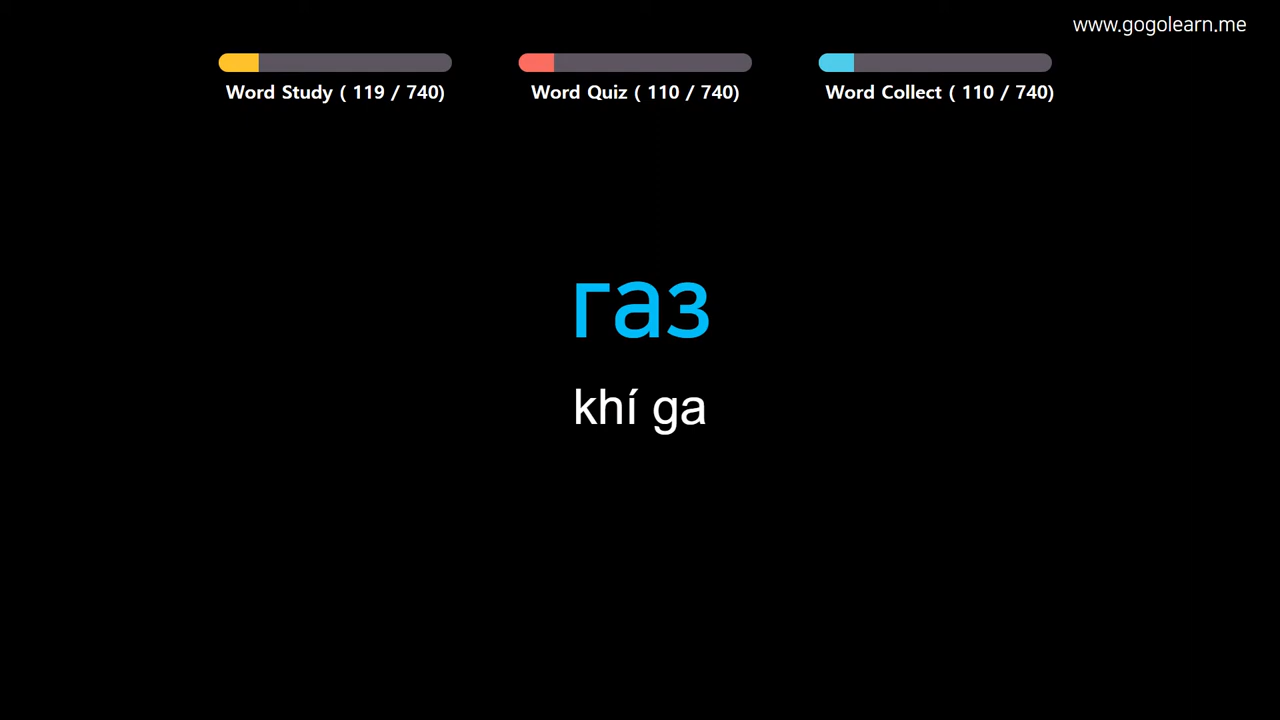 www.gogolearn.me
Word Study ( 119 / 740)
Word Quiz ( 110 / 740)
Word Collect ( 110 / 740)
газ
khí ga